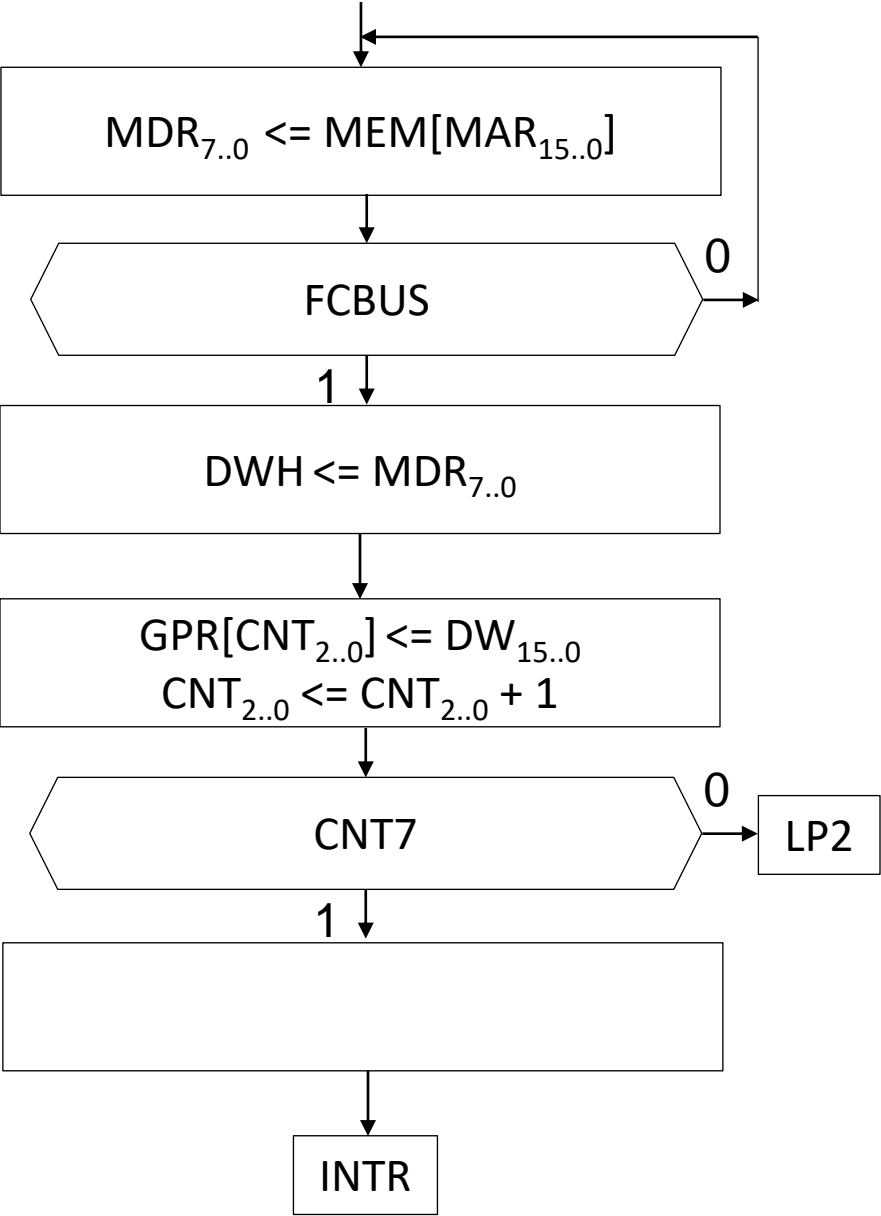 MDR7..0 <= MEM[MAR15..0]
0
FCBUS
1
DWH <= MDR7..0
GPR[CNT2..0] <= DW15..0
CNT2..0 <= CNT2..0 + 1
0
CNT7
LP2
1
INTR